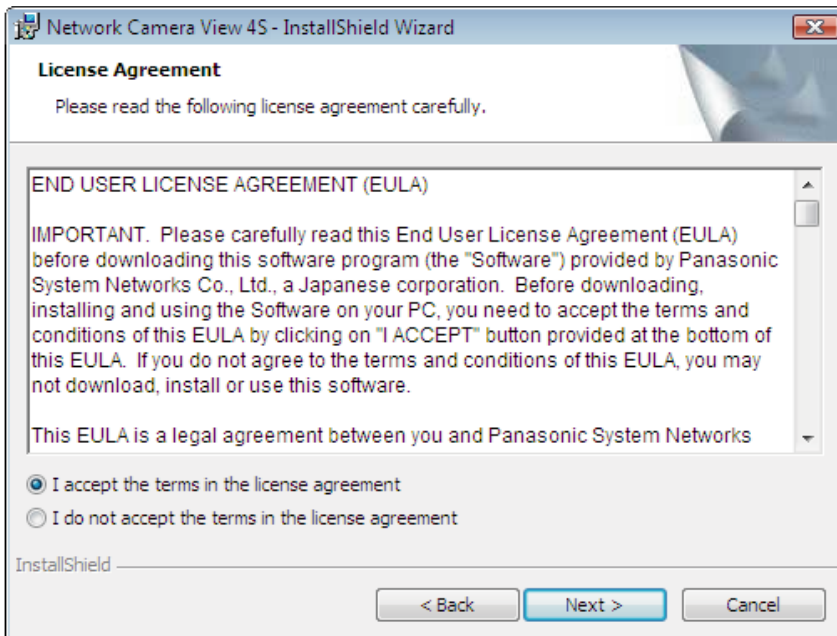 Network Camera View 4S - InstallShield Wizard
License Agreement
Please read the following license agreement carefully.
END USER LICENSE AGREEMENT (EULA)
IMPORTANT.  Please carefully read this End User License Agreement (EULA)
before downloading this software program (the "Software") provided by Panasonic
System Networks Co., Ltd., a Japanese corporation.  Before downloading,
installing and using the Software on your PC, you need to accept the terms and
conditions of this EULA by clicking on "I ACCEPT" button provided at the bottom of
this EULA.  If you do not agree to the terms and conditions of this EULA, you may
not download, install or use this software.
This EULA is a legal agreement between you and Panasonic System Networks
I accept the terms in the license agreement
I do not accept the terms in the license agreement
InstallShield
< Back
Next >
Cancel